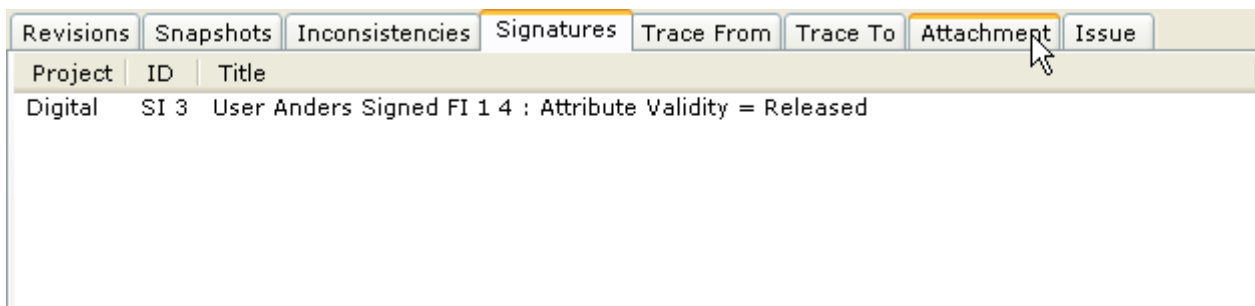 Revisions Snapshots Inconsistencies Signatures Trace From Trace To Attachment Issue
Project ID Title
Digital SI 3 User Anders Signed FI 1 4 : Attribute Validity = Released